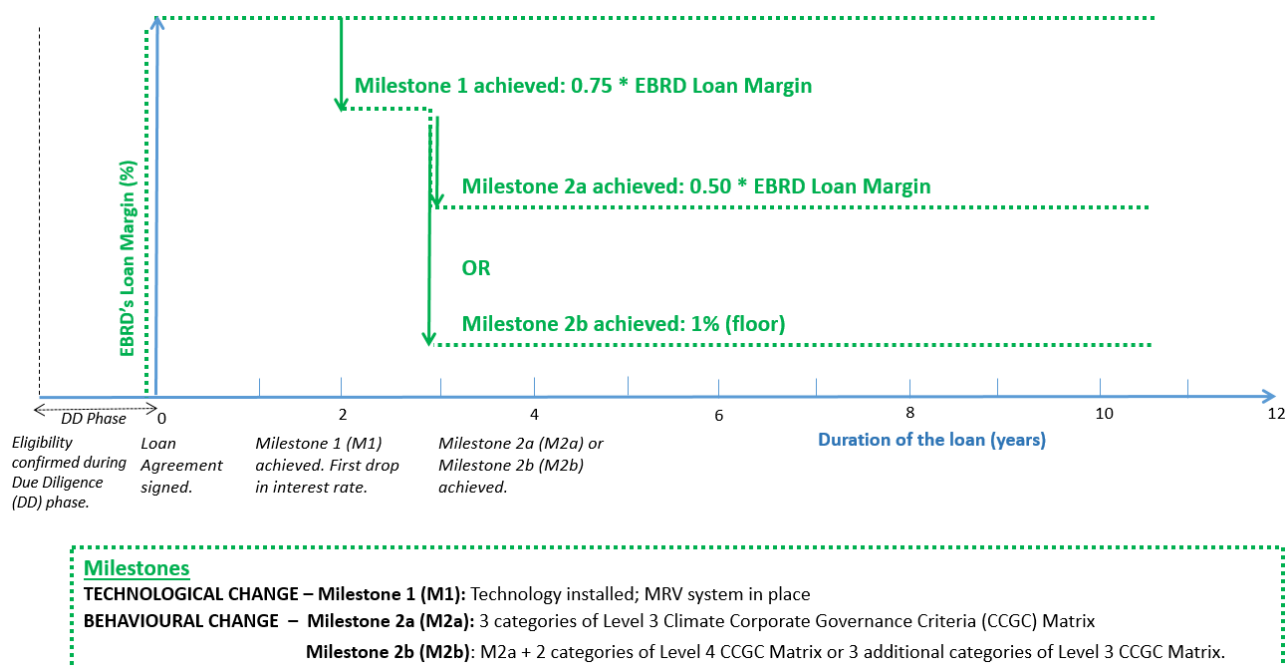 Milestone 1 achieved: 0.75 * EBRD Loan Margin
EBRD's Loan Margin (%)
Milestone 2a achieved: 0.50 * EBRD Loan Margin
OR
Milestone 2b achieved: 1% (floor)
DD Phase
0
2
4
6
8
10
12
Duration of the loan (years)
Eligibility
confirmed during
Due Diligence
(DD) phase.
Loan
Agreement
signed.
Milestone 1 (M1)
achieved. First drop
in interest rate.
Milestone 2a (M2a) or
Milestone 2b (M2b)
achieved.
Milestones
TECHNOLOGICAL CHANGE – Milestone 1 (M1): Technology installed; MRV system in place
BEHAVIOURAL CHANGE – Milestone 2a (M2a): 3 categories of Level 3 Climate Corporate Governance Criteria (CCGC) Matrix
Milestone 2b (M2b): M2a + 2 categories of Level 4 CCGC Matrix or 3 additional categories of Level 3 CCGC Matrix.